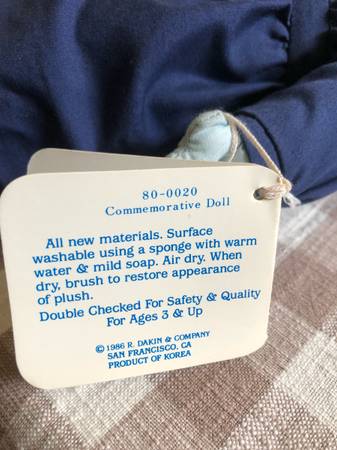 80-0020
Commemorative Doll
All new materials. Surface
washable using a sponge with warm
water & mild soap. Air dry. When
dry, brush to restore appearance
of plush.
Double Checked For Safety & Quality
For Ages 3 & Up
© 1986 R. DAKIN & COMPANY
SAN FRANCISCO, CA
PRODUCT OF KOREA